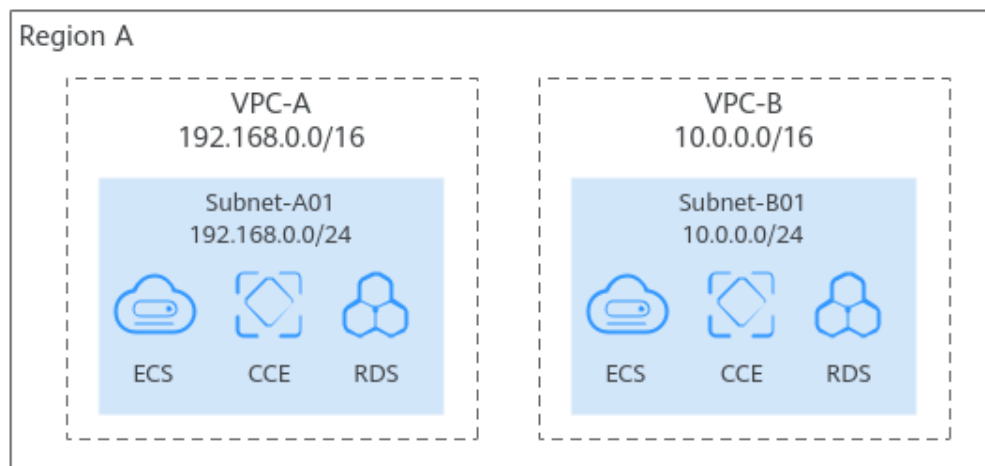 Region A
VPC-A
192.168.0.0/16
Subnet-A01
192.168.0.0/24
ECS CCE RDS
VPC-B
10.0.0.0/16
Subnet-B01
10.0.0.0/24
ECS CCE RDS